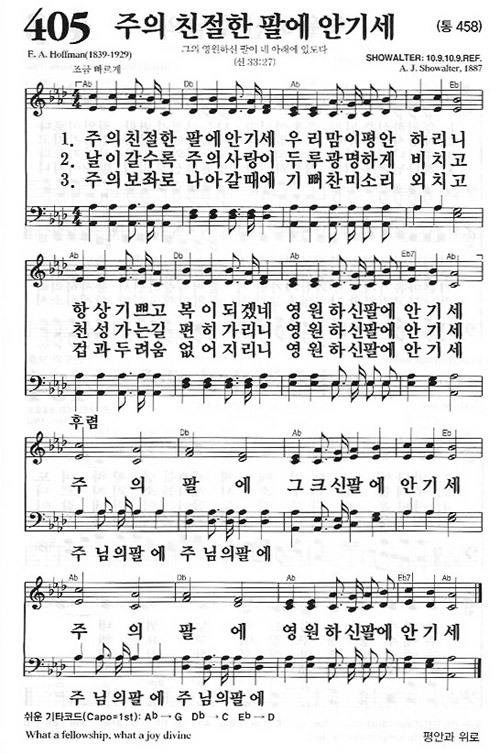 405 주의 친절한 팔에 안기세 (통 458)
그의 영원하신 팔이 네 아래에 있도다
E. A. Hoffman(1839-1929) (신 33:27) SHOWALTER: 10.9.10.9.REF.
조금 빠르게 A. J. Showalter, 1887
Ab Db Ab Eb
1. 주의친절한 팔에안기세 우리맘이평안 하리니
2. 날이갈수록 주의사랑이 두루광명하게 비치고
3. 주의보좌로 나아갈때에 기뻐찬미소리 외치고
Ab Db Ab Eb7 Ab
항상기쁘고 복이되겠네 영원하신팔에 안기세
천성가는길 편히가리니 영원하신팔에 안기세
겁과두려움 없어지리니 영원하신팔에 안기세
후렴
Ab Db Ab Eb
주 의 팔 에 그크신팔에 안기세
주 님의팔에 주님의팔에
Ab Db Ab Eb7 Ab
주 의 팔 에 영원하신팔에 안기세
주 님의팔에 주님의팔에
쉬운 기타코드(Capo=1st): Ab → G Db → C Eb → D
What a fellowship, what a joy divine 평안과 위로